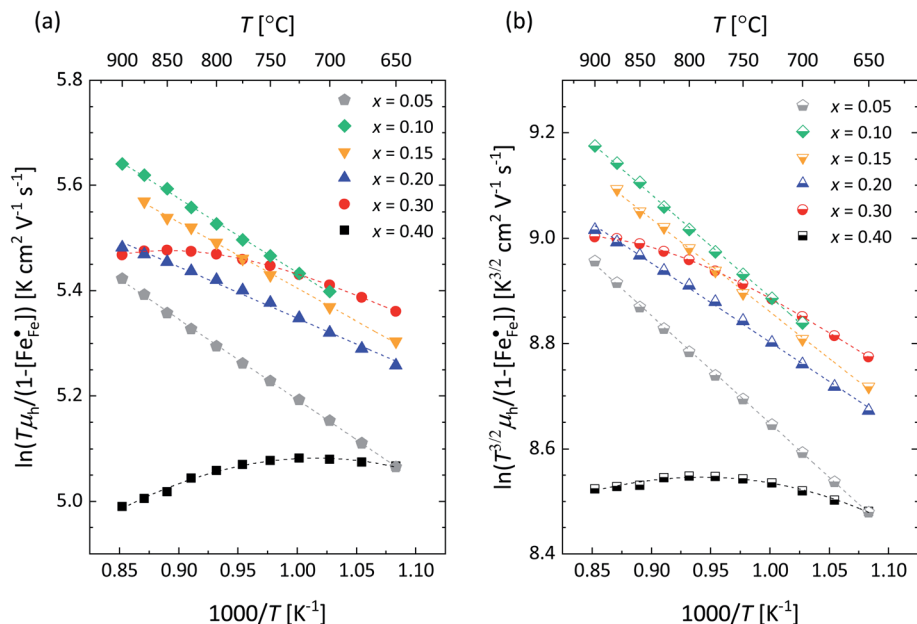 (a)
T [°C]
900 850 800 750 700 650
5.8
5.6
5.4
5.2
5.0
ln(Tμh/(1-[Fe•Fe])) [K cm² V⁻¹ s⁻¹]
x = 0.05
x = 0.10
x = 0.15
x = 0.20
x = 0.30
x = 0.40
0.85 0.90 0.95 1.00 1.05 1.10
1000/T [K⁻¹]
(b)
T [°C]
900 850 800 750 700 650
9.2
9.0
8.8
8.6
8.4
ln(T³/²μh/(1-[Fe•Fe])) [K³/² cm² V⁻¹ s⁻¹]
x = 0.05
x = 0.10
x = 0.15
x = 0.20
x = 0.30
x = 0.40
0.85 0.90 0.95 1.00 1.05 1.10
1000/T [K⁻¹]